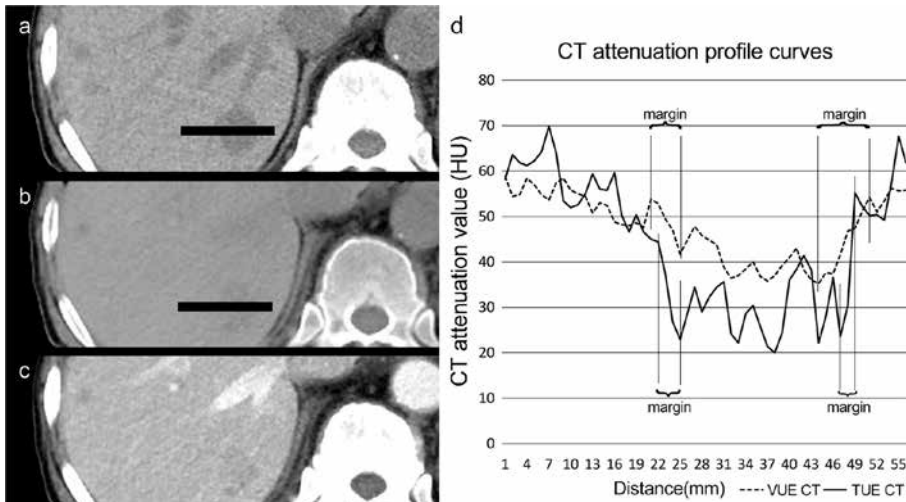 a
b
c
d
CT attenuation profile curves
CT attenuation value (HU)
80
70
60
50
40
30
20
10
0
margin
margin
margin
margin
1 4 7 10 13 16 19 22 25 28 31 34 37 40 43 46 49 52 55
Distance(mm)
VUE CT
TUE CT